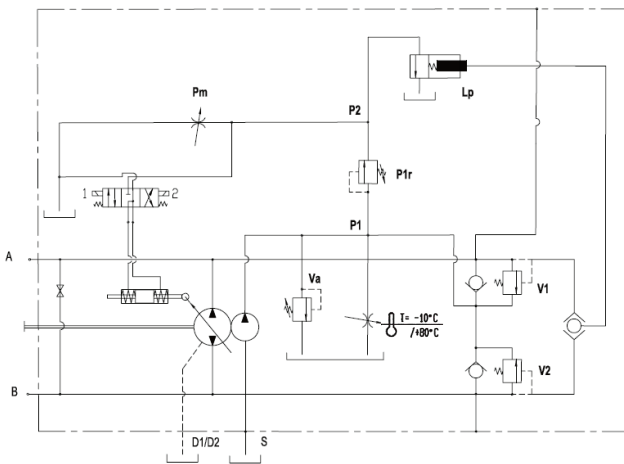 Pm
P2
Lp
P1r
1 2
P1
A
Va
V1
T= -10°C
/+80°C
V2
B
D1/D2 S